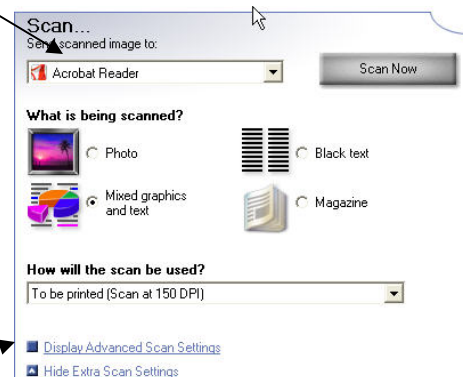 Scan...
Send scanned image to:
Acrobat Reader
Scan Now
What is being scanned?
Photo
Black text
Mixed graphics
and text
Magazine
How will the scan be used?
To be printed (Scan at 150 DPI)
Display Advanced Scan Settings
Hide Extra Scan Settings